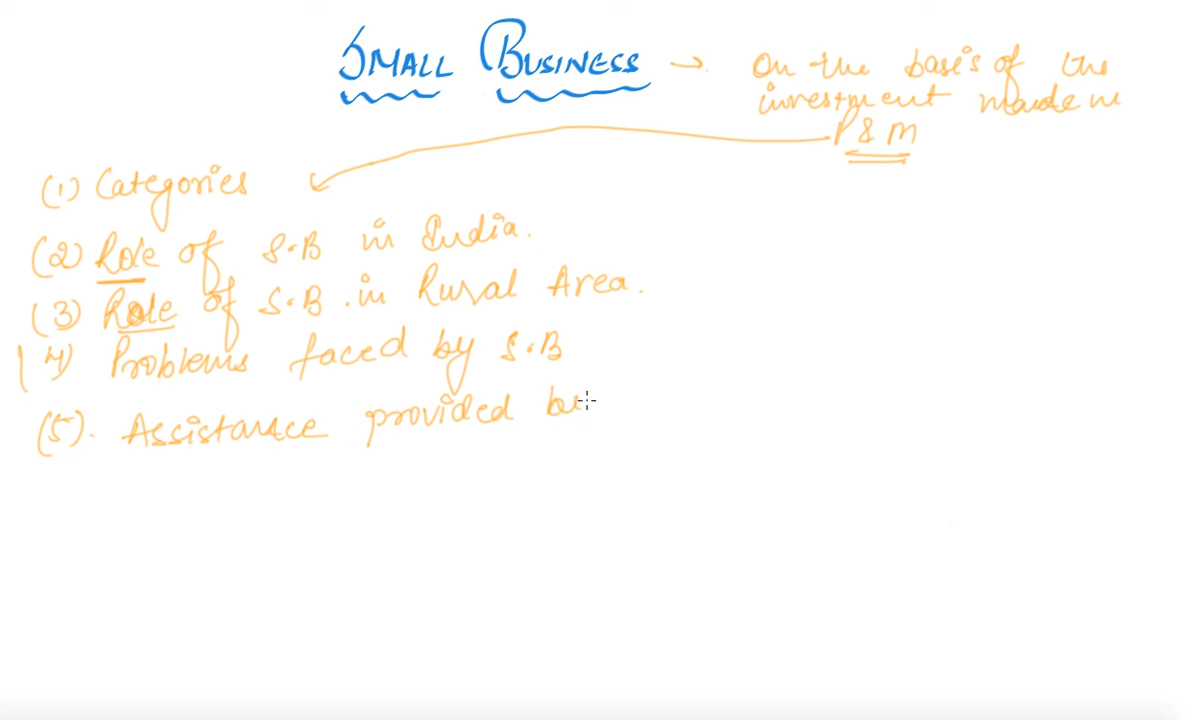 SMALL BUSINESS → On the basis of the
investment made in
P & M
(1) Categories
(2) Role of S.B in India.
(3) Role of S.B. in Rural Area.
(4) Problems faced by S.B
(5). Assistance provided by